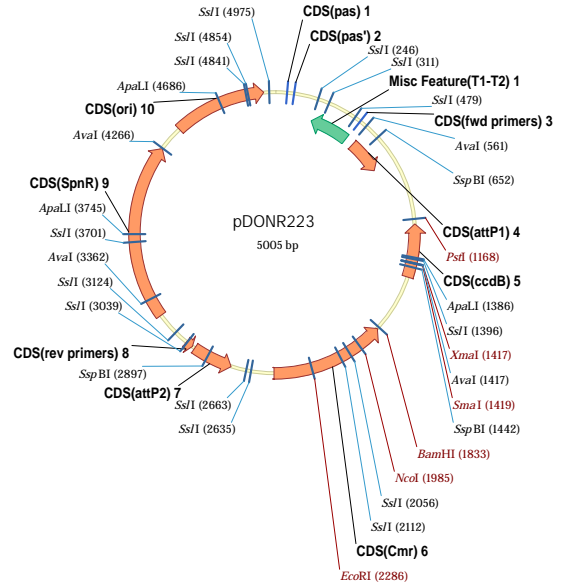 SslI (4975)
CDS(pas) 1
CDS(pas') 2
SslI (4854)
SslI (246)
SslI (311)
SslI (4841)
Misc Feature(T1-T2) 1
ApaLI (4686)
SslI (479)
CDS(ori) 10
CDS(fwd primers) 3
AvaI (4266)
AvaI (561)
SspBI (652)
CDS(SpnR) 9
ApaLI (3745)
pDONR223
CDS(attP1) 4
SslI (3701)
5005 bp
AvaI (3362)
PstI (1168)
SslI (3124)
CDS(ccdB) 5
SslI (3039)
ApaLI (1386)
SslI (1396)
CDS(rev primers) 8
XmaI (1417)
SspBI (2897)
AvaI (1417)
CDS(attP2) 7
SslI (2663)
SmaI (1419)
SslI (2635)
SspBI (1442)
BamHI (1833)
NcoI (1985)
SslI (2056)
SslI (2112)
CDS(Cmr) 6
EcoRI (2286)